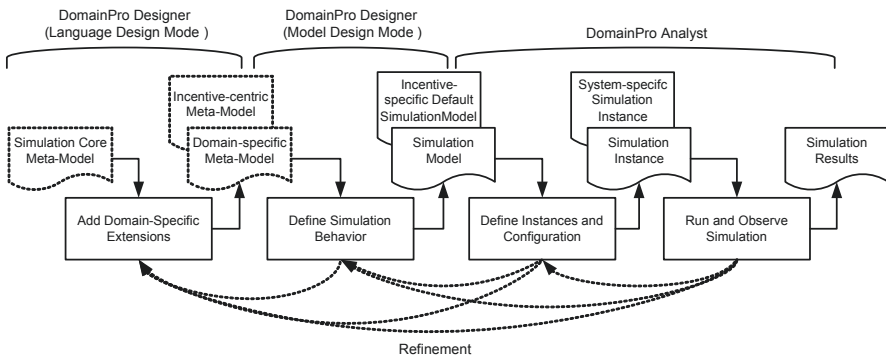 DomainPro Designer
(Language Design Mode )
DomainPro Designer
(Model Design Mode )
DomainPro Analyst
Incentive-centric
Meta-Model
Incentive-
specific Default
SimulationModel
System-specifc
Simulation
Instance
Simulation Core
Meta-Model
Domain-specific
Meta-Model
Simulation
Model
Simulation
Instance
Simulation
Results
Add Domain-Specific
Extensions
Define Simulation
Behavior
Define Instances and
Configuration
Run and Observe
Simulation
Refinement